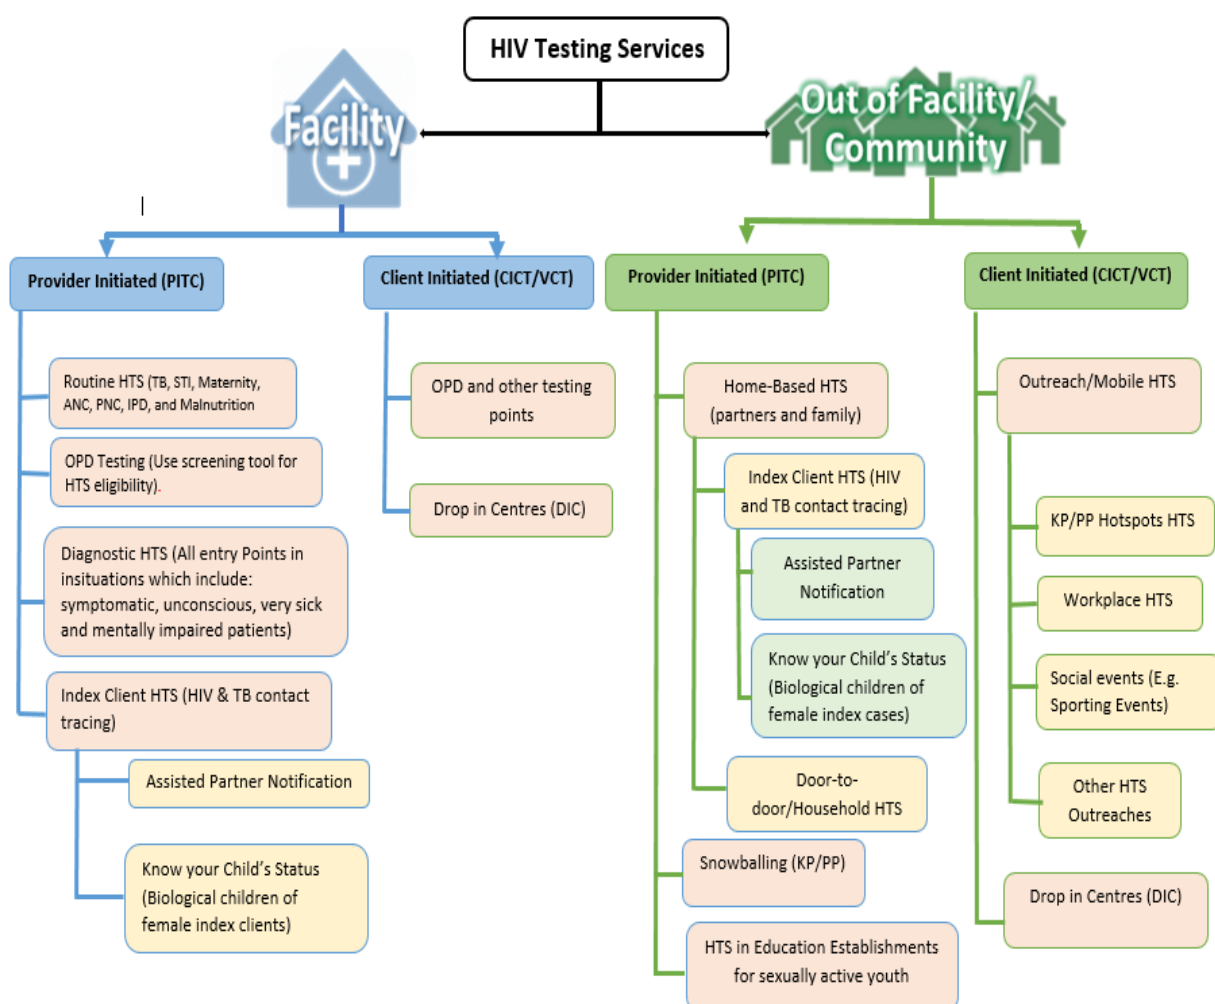 HIV Testing Services
Facility
Out of Facility/
Community
Provider Initiated (PITC)
Routine HTS (TB, STI, Maternity,
ANC, PNC, IPD, and Malnutrition
OPD Testing (Use screening tool for
HTS eligibility).
Diagnostic HTS (All entry Points in
insituations which include:
symptomatic, unconscious, very sick
and mentally impaired patients)
Index Client HTS (HIV & TB contact
tracing)
Assisted Partner Notification
Know your Child's Status
(Biological children of
female index clients)
Client Initiated (CICT/VCT)
OPD and other testing
points
Drop in Centres (DIC)
Provider Initiated (PITC)
Home-Based HTS
(partners and family)
Index Client HTS (HIV
and TB contact tracing)
Assisted Partner
Notification
Know your Child's Status
(Biological children of
female index cases)
Door-to-
door/Household HTS
Snowballing (KP/PP)
HTS in Education Establishments
for sexually active youth
Client Initiated (CICT/VCT)
Outreach/Mobile HTS
KP/PP Hotspots HTS
Workplace HTS
Social events (E.g.
Sporting Events)
Other HTS
Outreaches
Drop in Centres (DIC)